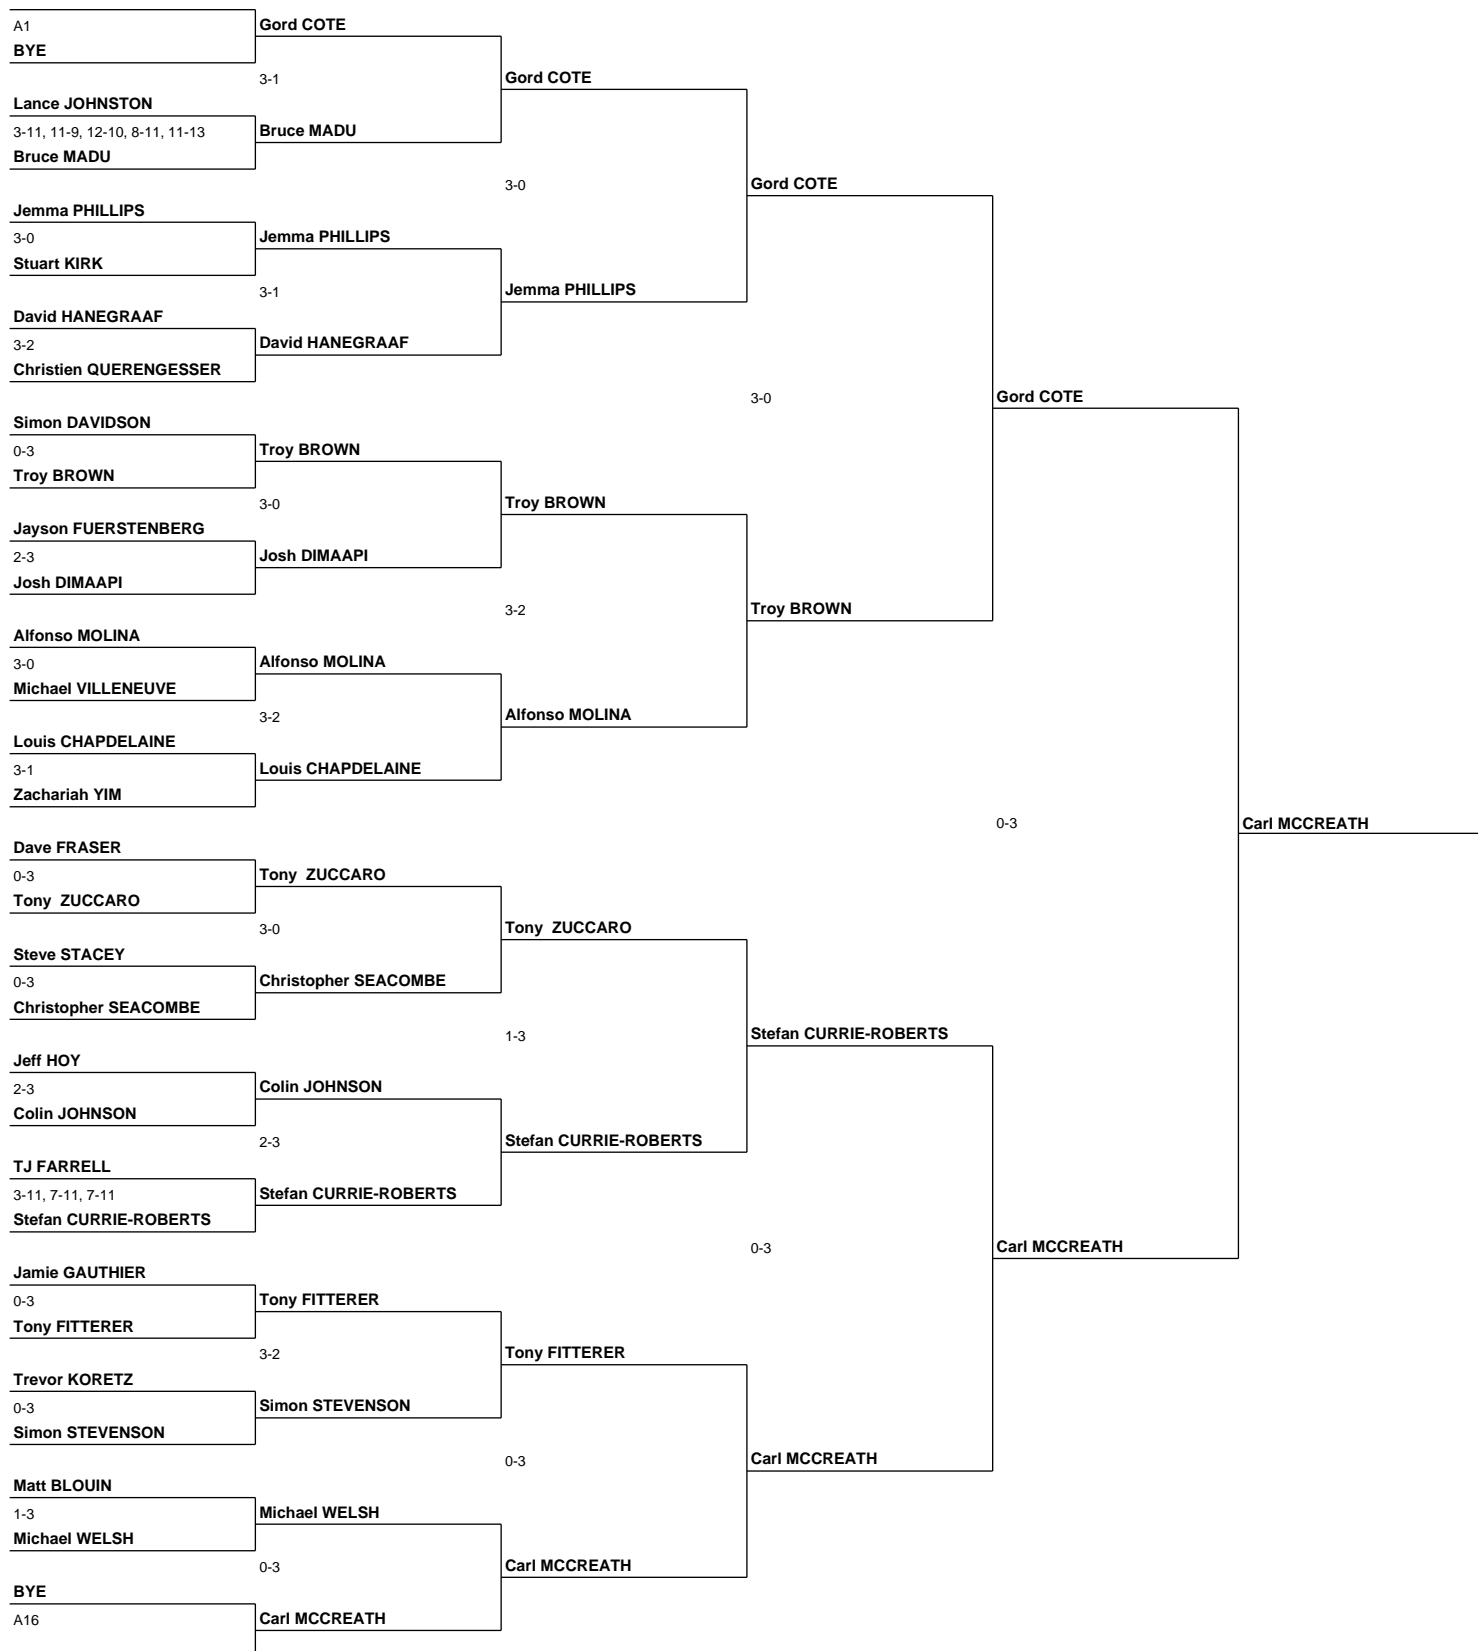 A1
BYE
Lance JOHNSTON
3-11, 11-9, 12-10, 8-11, 11-13
Bruce MADU
Jemma PHILLIPS
3-0
Stuart KIRK
David HANEGRAAF
3-2
Christien QUERENGESSER
Simon DAVIDSON
0-3
Troy BROWN
Jayson FUERSTENBERG
2-3
Josh DIMAAPI
Alfonso MOLINA
3-0
Michael VILLENEUVE
Louis CHAPDELAINE
3-1
Zachariah YIM
Dave FRASER
0-3
Tony ZUCCARO
Steve STACEY
0-3
Christopher SEACOMBE
Jeff HOY
2-3
Colin JOHNSON
TJ FARRELL
3-11, 7-11, 7-11
Stefan CURRIE-ROBERTS
Jamie GAUTHIER
0-3
Tony FITTERER
Trevor KORETZ
0-3
Simon STEVENSON
Matt BLOUIN
1-3
Michael WELSH
BYE
A16
Gord COTE
3-1
Bruce MADU
Jemma PHILLIPS
3-1
David HANEGRAAF
Troy BROWN
3-0
Josh DIMAAPI
Alfonso MOLINA
3-2
Louis CHAPDELAINE
Tony ZUCCARO
3-0
Christopher SEACOMBE
Colin JOHNSON
2-3
Stefan CURRIE-ROBERTS
Tony FITTERER
3-2
Simon STEVENSON
Michael WELSH
0-3
Carl MCCREATH
Gord COTE
3-0
Jemma PHILLIPS
Troy BROWN
3-2
Alfonso MOLINA
Tony ZUCCARO
1-3
Stefan CURRIE-ROBERTS
Tony FITTERER
0-3
Carl MCCREATH
Gord COTE
3-0
Troy BROWN
Stefan CURRIE-ROBERTS
0-3
Carl MCCREATH
Gord COTE
0-3
Carl MCCREATH
Carl MCCREATH